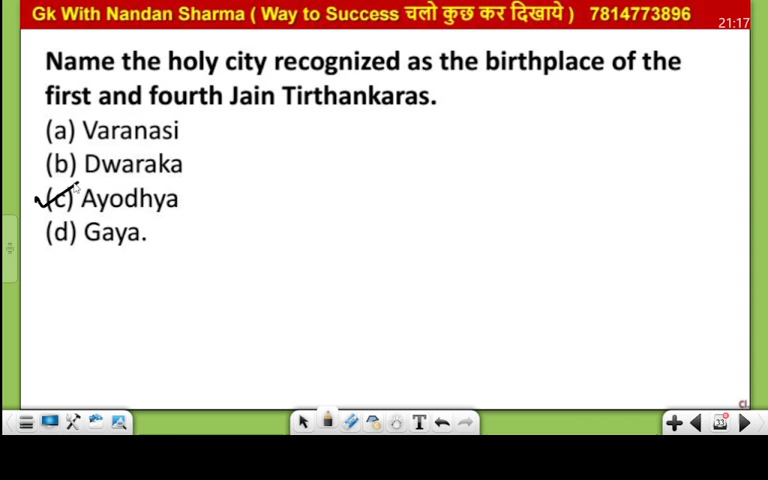 Gk With Nandan Sharma ( Way to Success चलो कुछ कर दिखाये ) 7814773896
21:17
Name the holy city recognized as the birthplace of the
first and fourth Jain Tirthankaras.
(a) Varanasi
(b) Dwaraka
(c) Ayodhya
(d) Gaya.